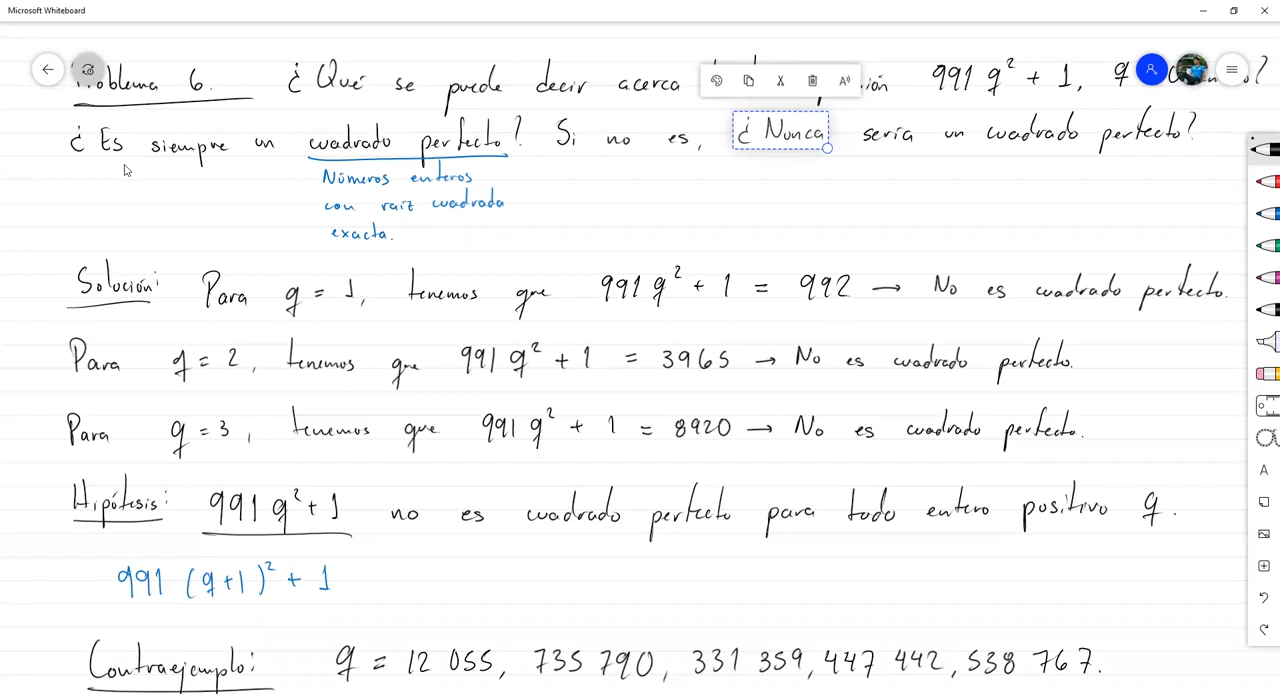 Microsoft Whiteboard
Problema 6. ¿Qué se puede decir acerca 991 q² + 1, q
¿Es siempre un cuadrado perfecto? Si no es, ¿Nunca sería un cuadrado perfecto?
Números enteros
con raíz cuadrada
exacta.
Solución: Para q = 1, tenemos que 991 q² + 1 = 992 → No es cuadrado perfecto.
Para q = 2, tenemos que 991 q² + 1 = 3965 → No es cuadrado perfecto.
Para q = 3, tenemos que 991 q² + 1 = 8920 → No es cuadrado perfecto.
Hipótesis: 991 q² + 1 no es cuadrado perfecto para todo entero positivo q.
991 (q+1)² + 1
Contraejemplo: q = 12 055, 735 790, 331 359, 447 442, 538 767.